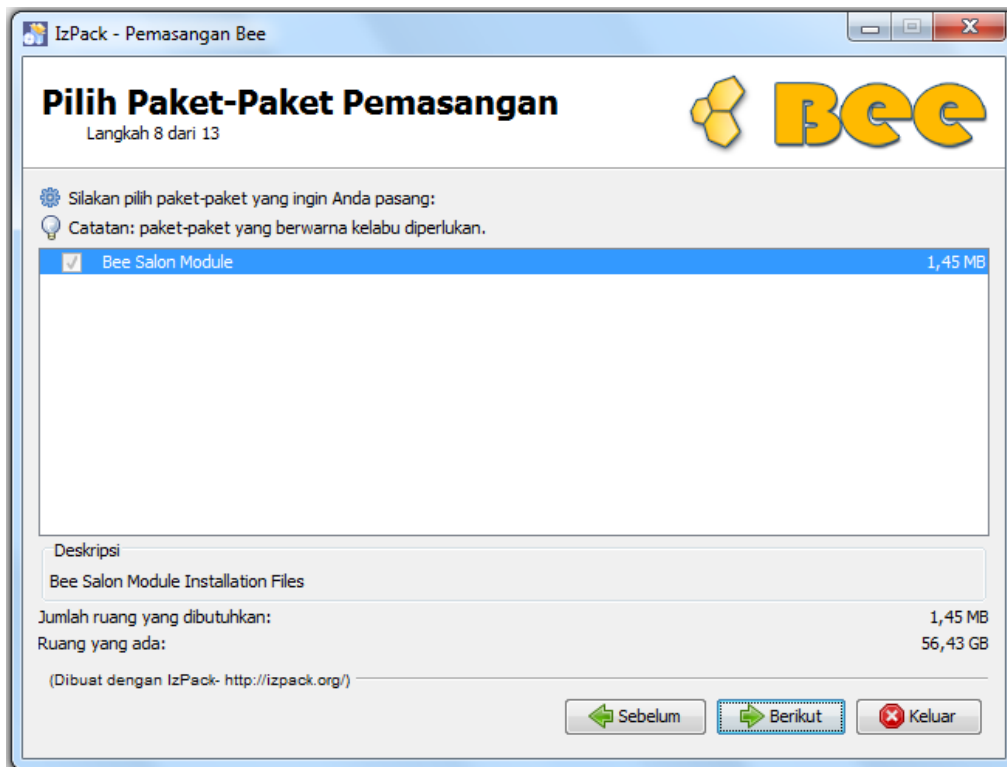 IzPack - Pemasangan Bee
Pilih Paket-Paket Pemasangan
Langkah 8 dari 13
Bee
Silakan pilih paket-paket yang ingin Anda pasang:
Catatan: paket-paket yang berwarna kelabu diperlukan.
Bee Salon Module 1,45 MB
Deskripsi
Bee Salon Module Installation Files
Jumlah ruang yang dibutuhkan: 1,45 MB
Ruang yang ada: 56,43 GB
(Dibuat dengan IzPack- http://izpack.org/)
Sebelum Berikut Keluar